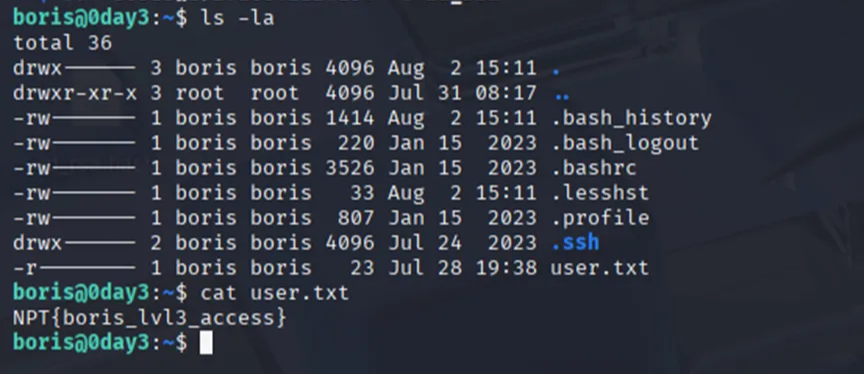 boris@0day3:~$ ls -la
total 36
drwx------ 3 boris boris 4096 Aug  2 15:11 .
drwxr-xr-x 3 root  root  4096 Jul 31 08:17 ..
-rw------- 1 boris boris 1414 Aug  2 15:11 .bash_history
-rw------- 1 boris boris  220 Jan 15  2023 .bash_logout
-rw------- 1 boris boris 3526 Jan 15  2023 .bashrc
-rw------- 1 boris boris   33 Aug  2 15:11 .lesshst
-rw------- 1 boris boris  807 Jan 15  2023 .profile
drwx------ 2 boris boris 4096 Jul 24  2023 .ssh
-r-------- 1 boris boris   23 Jul 28 19:38 user.txt
boris@0day3:~$ cat user.txt
NPT{boris_lvl3_access}
boris@0day3:~$